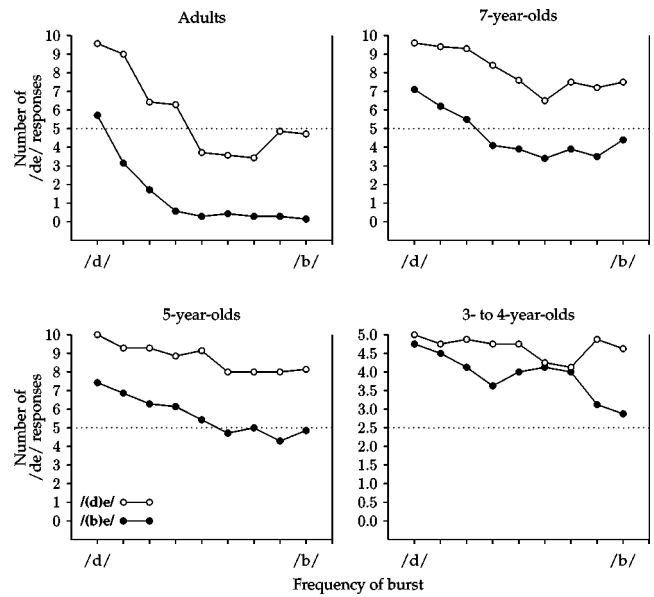 Adults
10
9
8
7
6
5
4
3
2
1
0
Number of
/de/ responses
/d/ /b/
7-year-olds
10
9
8
7
6
5
4
3
2
1
0
/d/ /b/
5-year-olds
10
9
8
7
6
5
4
3
2
1
0
Number of
/de/ responses
/(d)e/
/(b)e/
/d/ /b/
3- to 4-year-olds
5.0
4.5
4.0
3.5
3.0
2.5
2.0
1.5
1.0
0.5
0.0
/d/ /b/
Frequency of burst